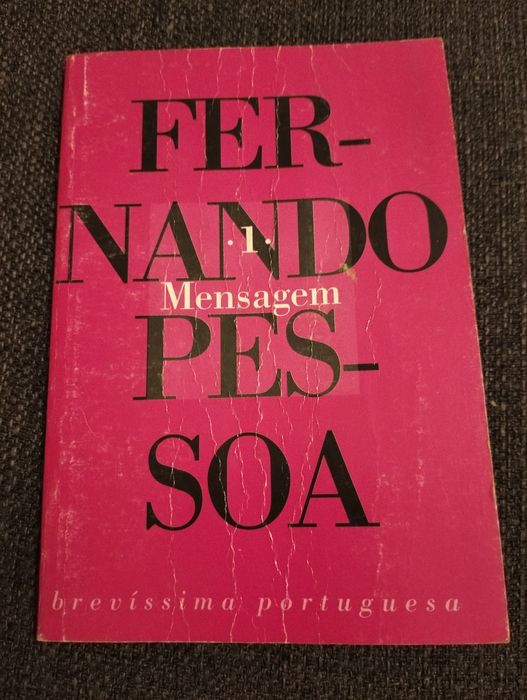 FER-
NANDO
·1·
Mensagem
PES-
SOA
brevíssima portuguesa